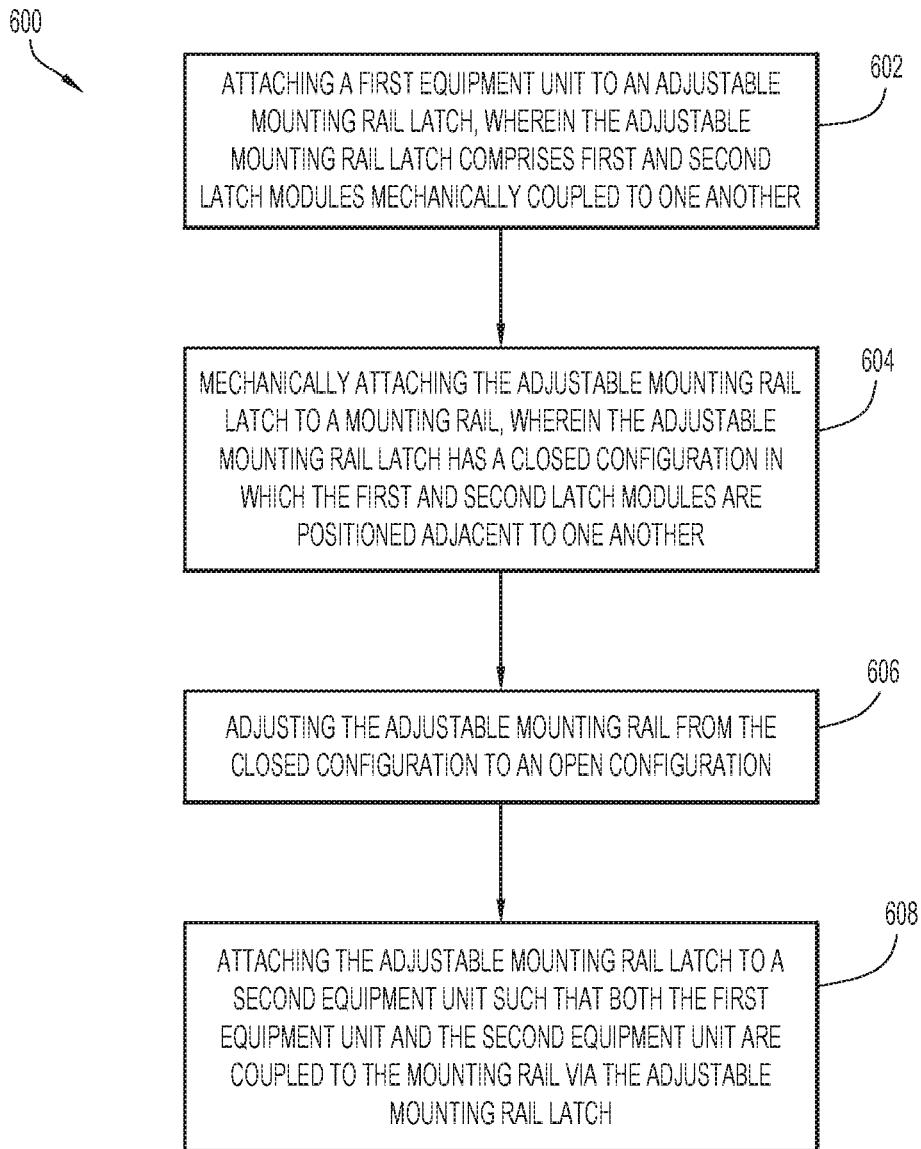 600
602
ATTACHING A FIRST EQUIPMENT UNIT TO AN ADJUSTABLE
MOUNTING RAIL LATCH, WHEREIN THE ADJUSTABLE
MOUNTING RAIL LATCH COMPRISES FIRST AND SECOND
LATCH MODULES MECHANICALLY COUPLED TO ONE ANOTHER
604
MECHANICALLY ATTACHING THE ADJUSTABLE MOUNTING RAIL
LATCH TO A MOUNTING RAIL, WHEREIN THE ADJUSTABLE
MOUNTING RAIL LATCH HAS A CLOSED CONFIGURATION IN
WHICH THE FIRST AND SECOND LATCH MODULES ARE
POSITIONED ADJACENT TO ONE ANOTHER
606
ADJUSTING THE ADJUSTABLE MOUNTING RAIL FROM THE
CLOSED CONFIGURATION TO AN OPEN CONFIGURATION
608
ATTACHING THE ADJUSTABLE MOUNTING RAIL LATCH TO A
SECOND EQUIPMENT UNIT SUCH THAT BOTH THE FIRST
EQUIPMENT UNIT AND THE SECOND EQUIPMENT UNIT ARE
COUPLED TO THE MOUNTING RAIL VIA THE ADJUSTABLE
MOUNTING RAIL LATCH